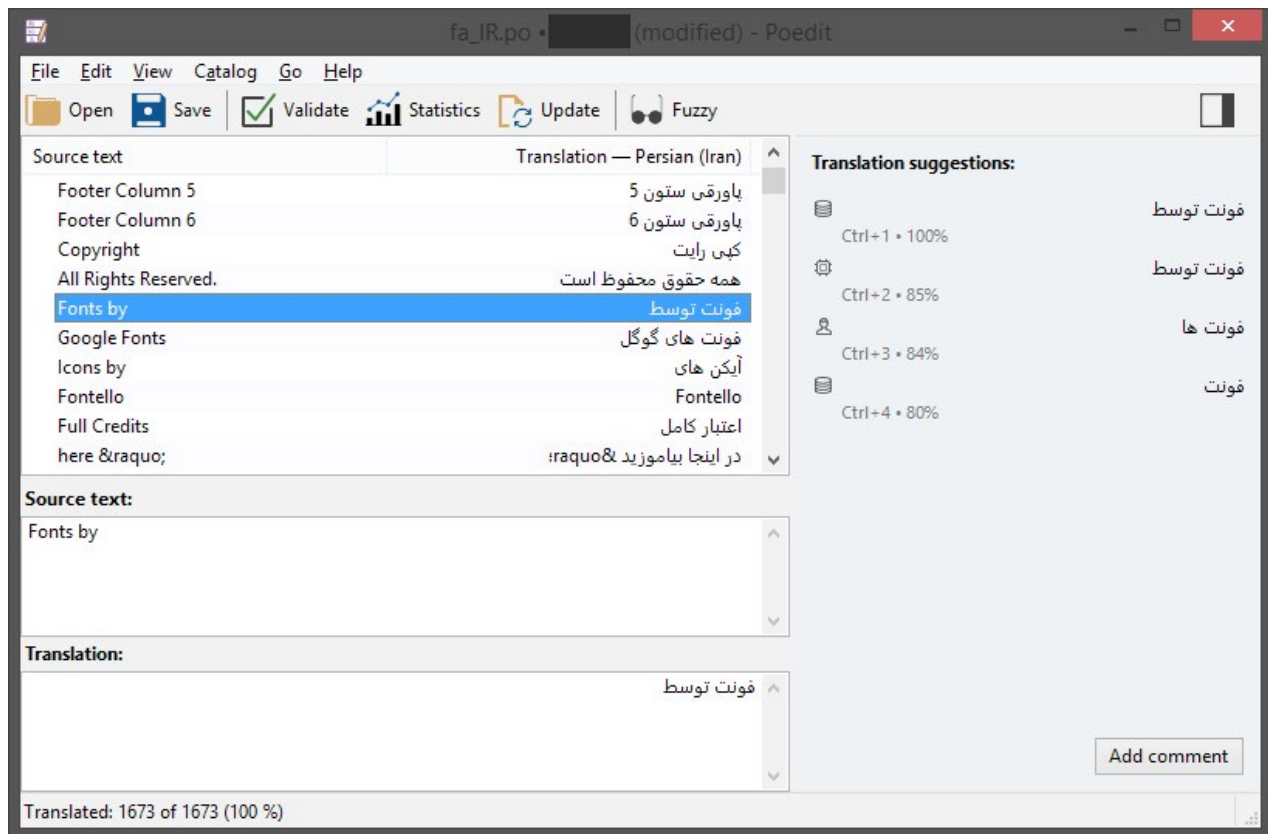 fa_IR.po • (modified) - Poedit
File Edit View Catalog Go Help
Open Save Validate Statistics Update Fuzzy
Source text Translation — Persian (Iran)
Footer Column 5 پاورقی ستون 5
Footer Column 6 پاورقی ستون 6
Copyright کپی رایت
All Rights Reserved. همه حقوق محفوظ است
Fonts by فونت توسط
Google Fonts فونت های گوگل
Icons by آیکن های
Fontello Fontello
Full Credits اعتبار کامل
here &raquo; در اینجا بیاموزید &raquo;
Source text:
Fonts by
Translation:
فونت توسط
Translated: 1673 of 1673 (100 %)
Translation suggestions:
فونت توسط
Ctrl+1 • 100%
فونت توسط
Ctrl+2 • 85%
فونت ها
Ctrl+3 • 84%
فونت
Ctrl+4 • 80%
Add comment